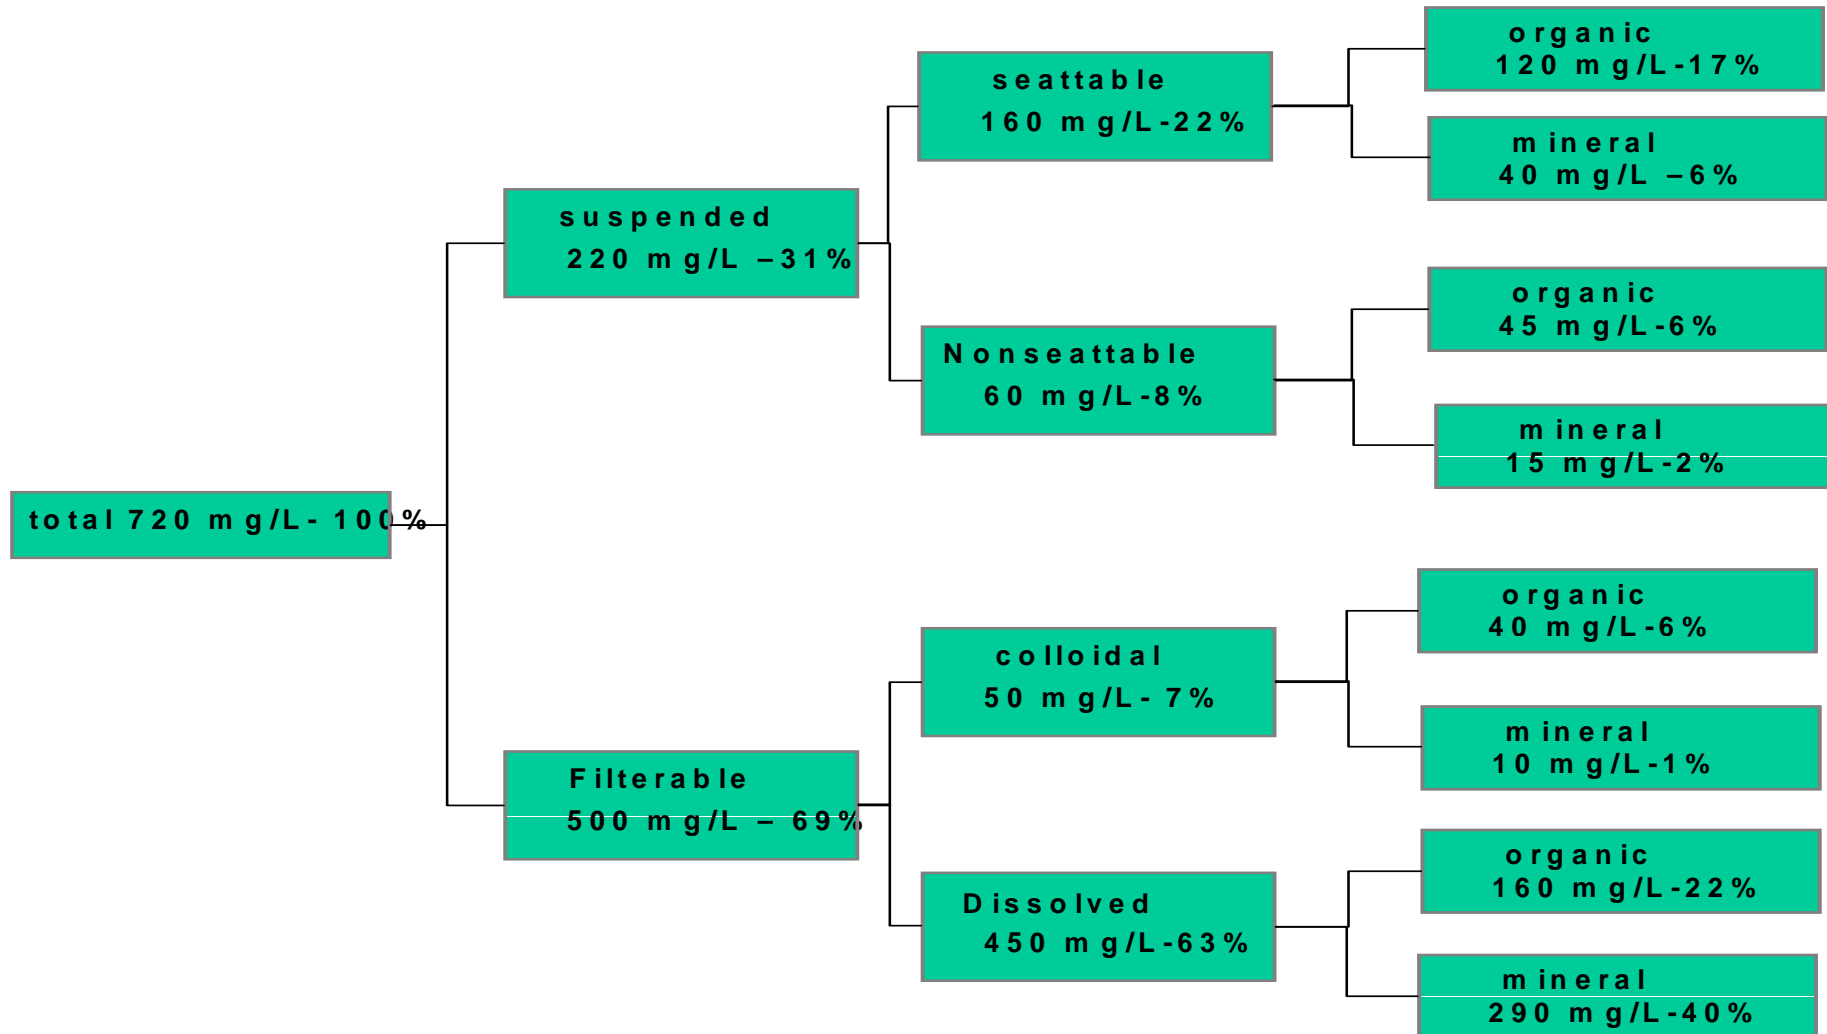 total 720 mg/L- 100%
suspended
220 mg/L –31%
Filterable
500 mg/L – 69%
seattable
160 mg/L-22%
Nonseattable
60 mg/L-8%
colloidal
50 mg/L- 7%
Dissolved
450 mg/L-63%
organic
120 mg/L-17%
mineral
40 mg/L –6%
organic
45 mg/L-6%
mineral
15 mg/L-2%
organic
40 mg/L-6%
mineral
10 mg/L-1%
organic
160 mg/L-22%
mineral
290 mg/L-40%